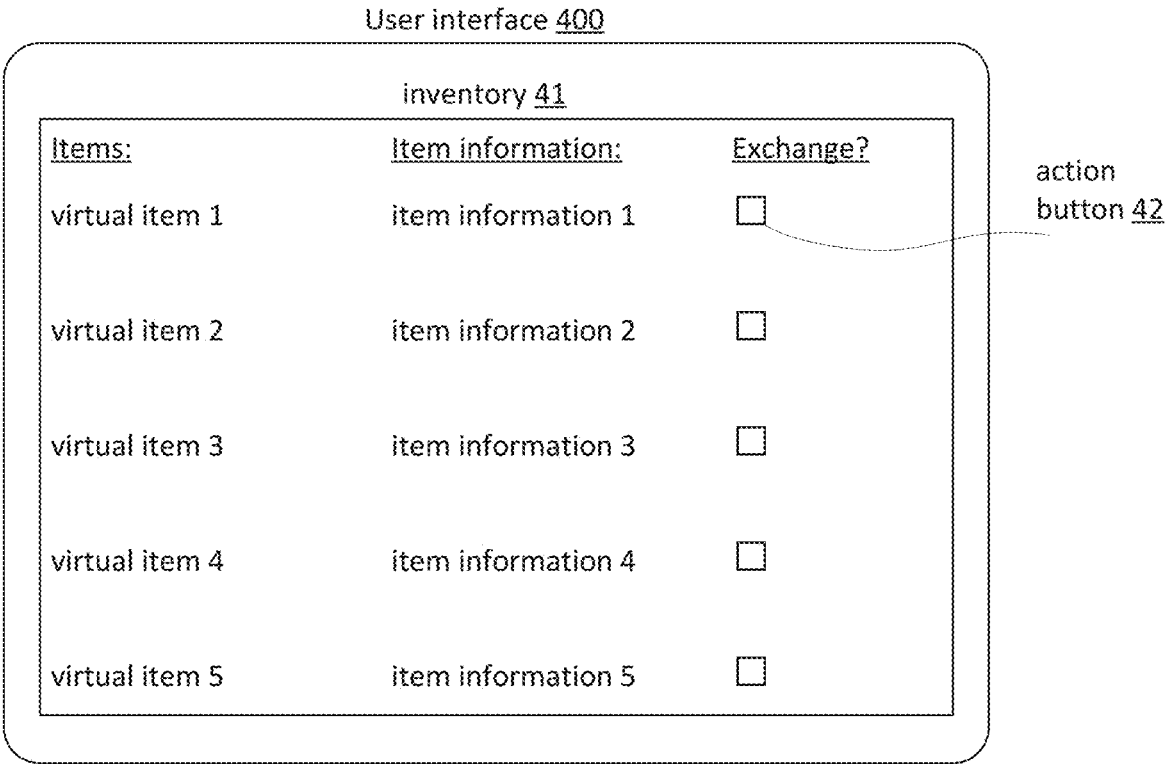 User interface 400
inventory 41
Items: Item information: Exchange?
action
button 42
virtual item 1 item information 1
virtual item 2 item information 2
virtual item 3 item information 3
virtual item 4 item information 4
virtual item 5 item information 5